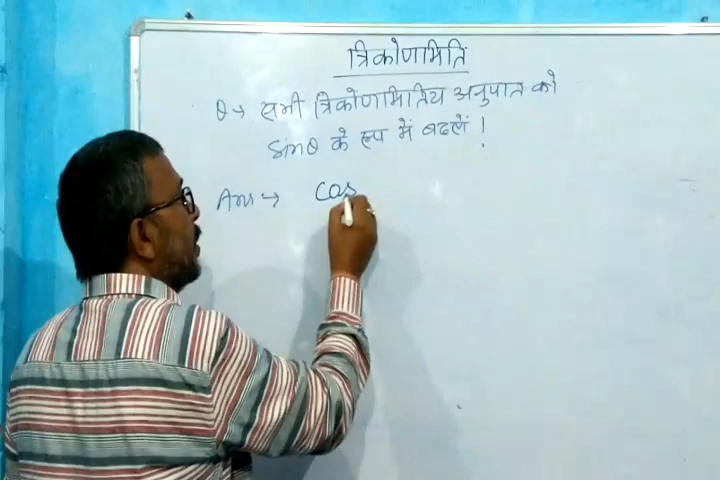 त्रिकोणमिति
Q→ सभी त्रिकोणमितिय अनुपात को
sinθ के रूप में बदलें !
Ans → Cos